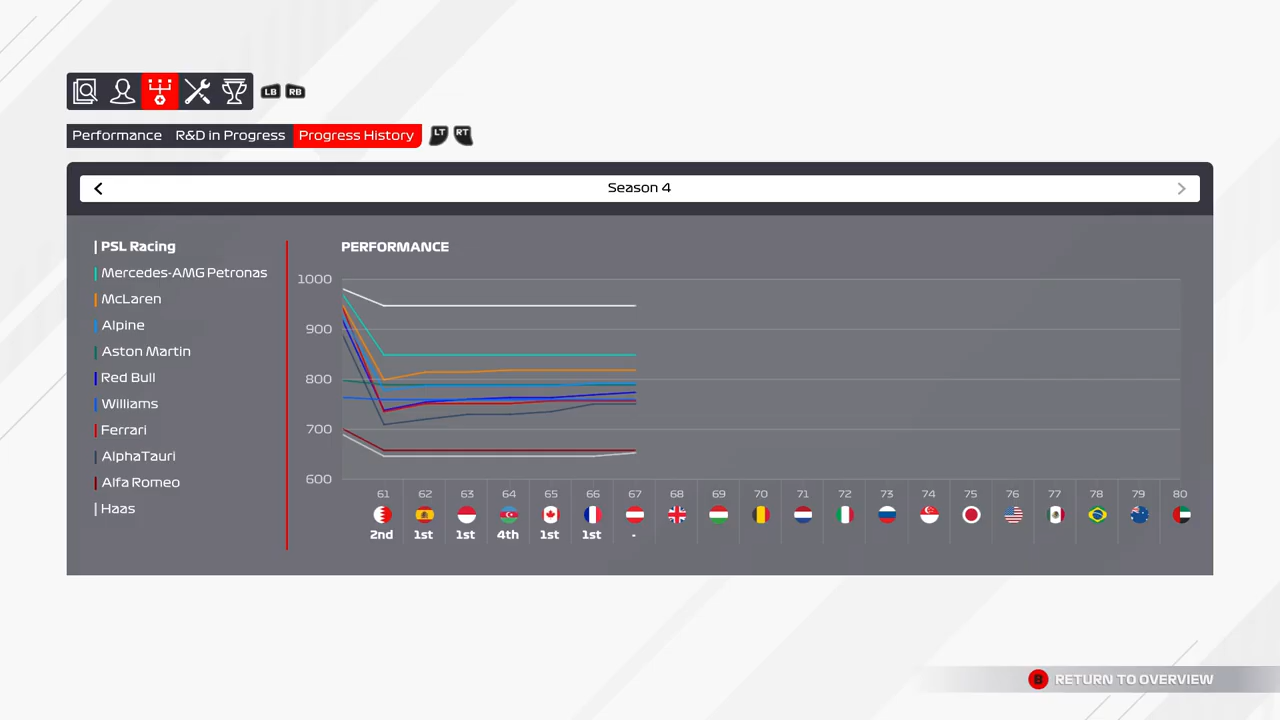 LB RB
Performance R&D in Progress Progress History LT RT
Season 4
PSL Racing
Mercedes-AMG Petronas
McLaren
Alpine
Aston Martin
Red Bull
Williams
Ferrari
AlphaTauri
Alfa Romeo
Haas
PERFORMANCE
1000
900
800
700
600
61 62 63 64 65 66 67 68 69 70 71 72 73 74 75 76 77 78 79 80
2nd 1st 1st 4th 1st 1st -
B RETURN TO OVERVIEW